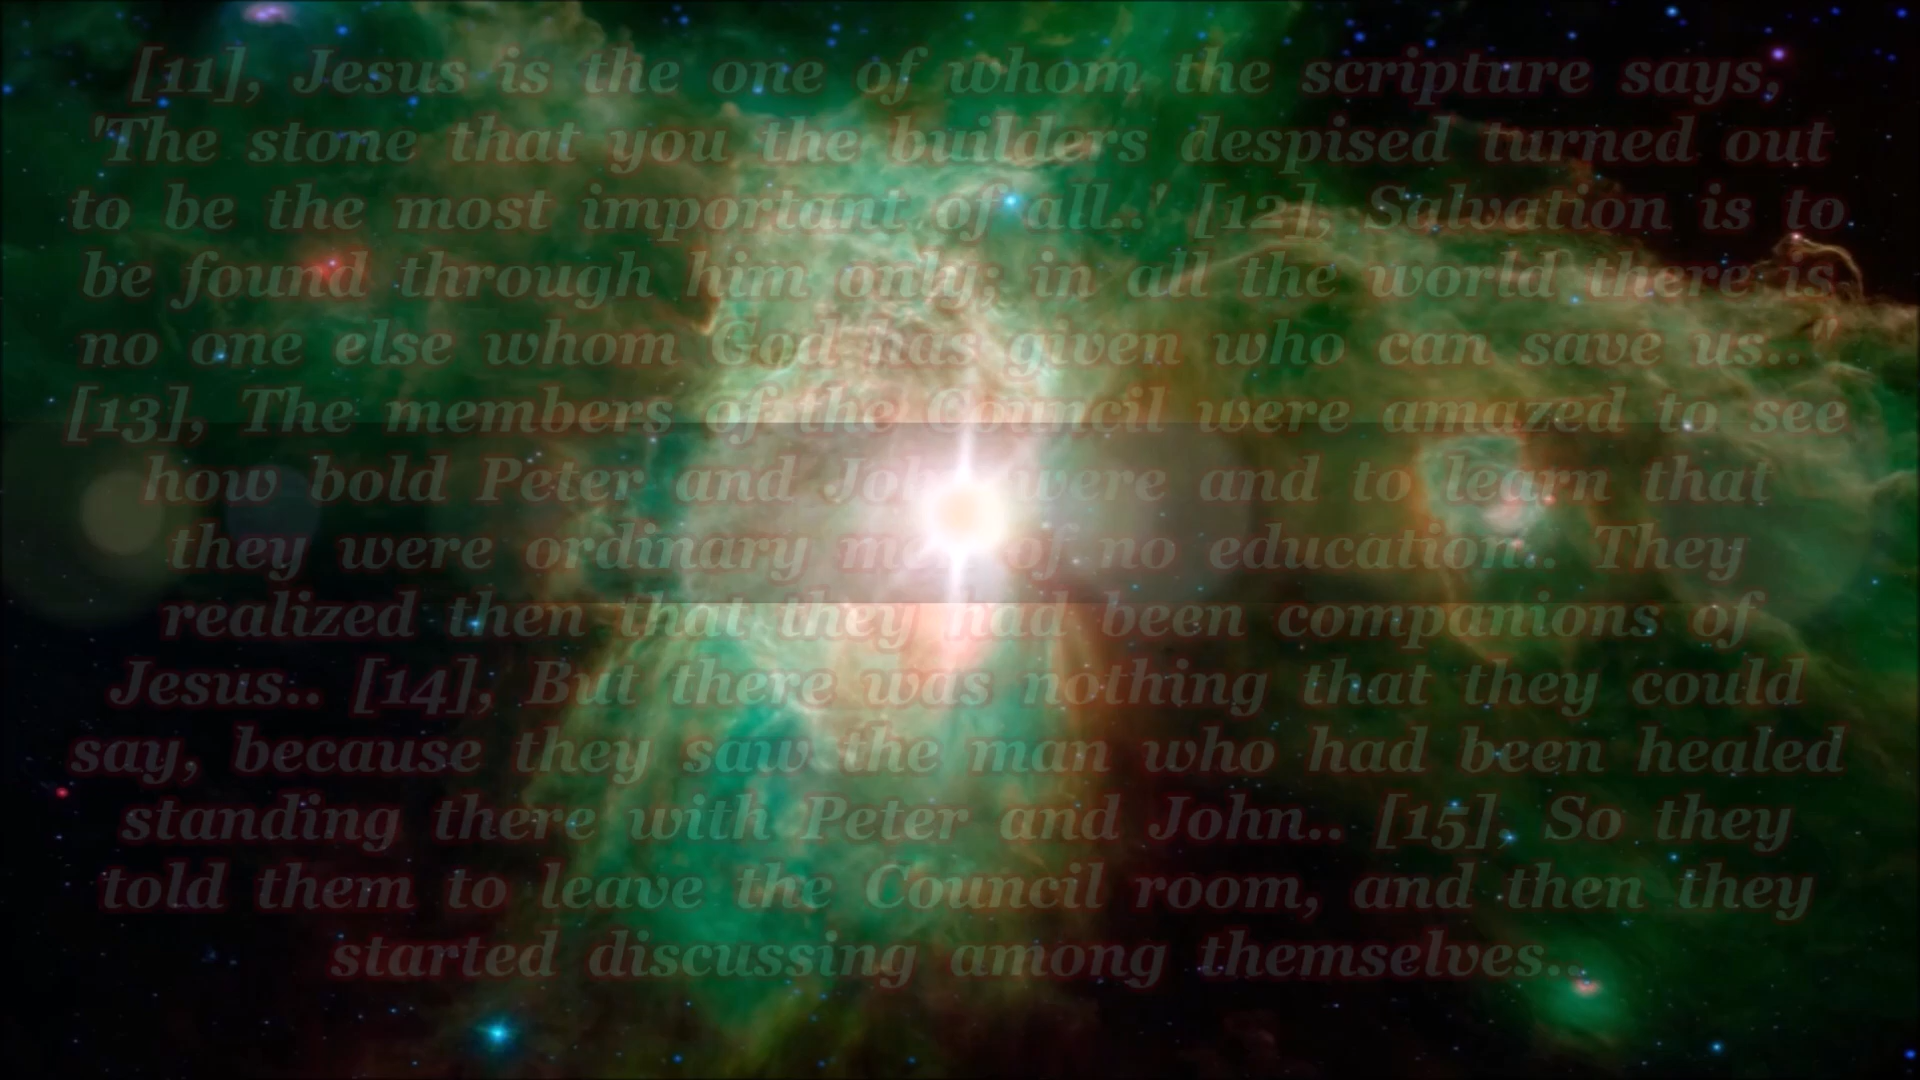 [11], Jesus is the one of whom the scripture says,
'The stone that you the builders despised turned out
to be the most important of all..' [12], Salvation is to
be found through him only; in all the world there is
no one else whom God has given who can save us.."
[13], The members of the Council were amazed to see
how bold Peter and John were and to learn that
they were ordinary men of no education.. They
realized then that they had been companions of
Jesus.. [14], But there was nothing that they could
say, because they saw the man who had been healed
standing there with Peter and John.. [15], So they
told them to leave the Council room, and then they
started discussing among themselves..